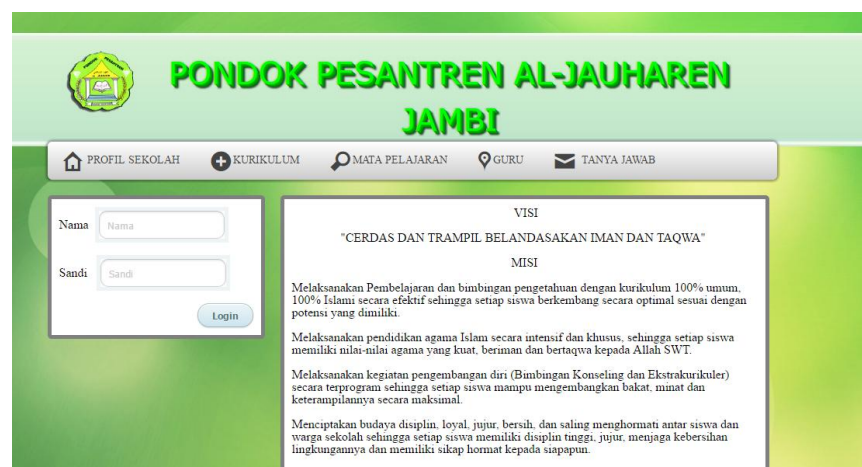 PONDOK PESANTREN AL-JAUHAREN
JAMBI
PROFIL SEKOLAH
KURIKULUM
MATA PELAJARAN
GURU
TANYA JAWAB
Nama
Nama
Sandi
Sandi
Login
VISI
"CERDAS DAN TRAMPIL BELANDASAKAN IMAN DAN TAQWA"
MISI
Melaksanakan Pembelajaran dan bimbingan pengetahuan dengan kurikulum 100% umum,
100% Islami secara efektif sehingga setiap siswa berkembang secara optimal sesuai dengan
potensi yang dimiliki.
Melaksanakan pendidikan agama Islam secara intensif dan khusus, sehingga setiap siswa
memiliki nilai-nilai agama yang kuat, beriman dan bertaqwa kepada Allah SWT.
Melaksanakan kegiatan pengembangan diri (Bimbingan Konseling dan Ekstrakurikuler)
secara terprogram sehingga setiap siswa mampu mengembangkan bakat, minat dan
keterampilannya secara maksimal.
Menciptakan budaya disiplin, loyal, jujur, bersih, dan saling menghormati antar siswa dan
warga sekolah sehingga setiap siswa memiliki disiplin tinggi, jujur, menjaga kebersihan
lingkungannya dan memiliki sikap hormat kepada siapapun.